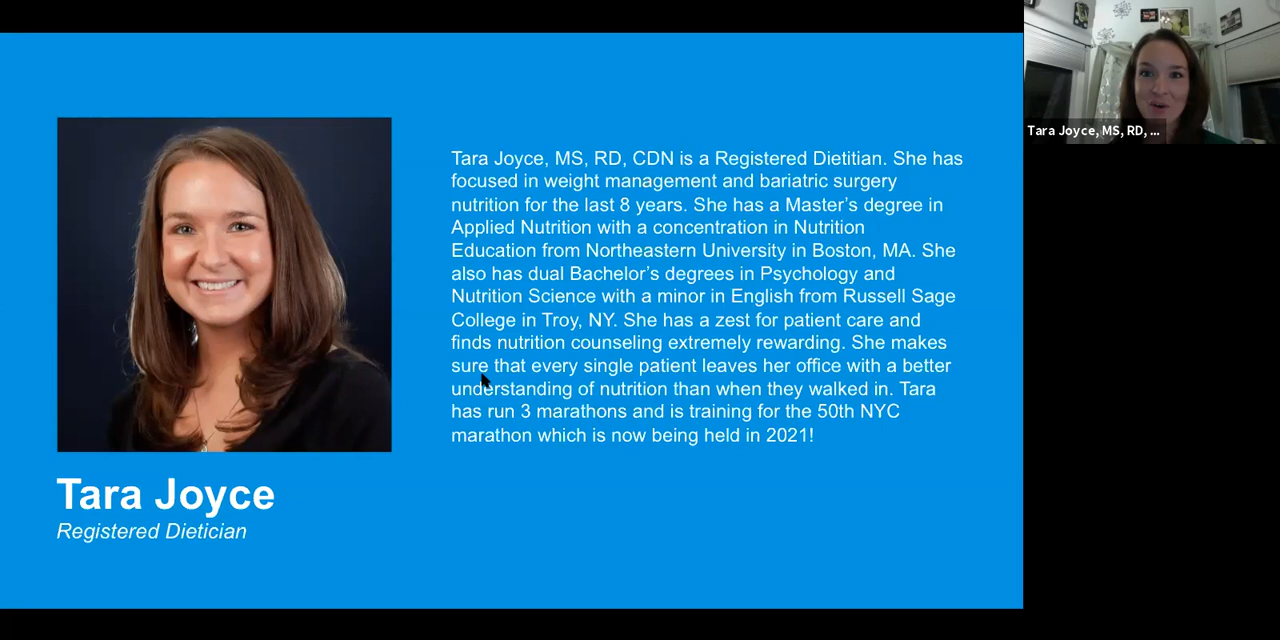 Tara Joyce, MS, RD, CDN is a Registered Dietitian. She has
focused in weight management and bariatric surgery
nutrition for the last 8 years. She has a Master's degree in
Applied Nutrition with a concentration in Nutrition
Education from Northeastern University in Boston, MA. She
also has dual Bachelor's degrees in Psychology and
Nutrition Science with a minor in English from Russell Sage
College in Troy, NY. She has a zest for patient care and
finds nutrition counseling extremely rewarding. She makes
sure that every single patient leaves her office with a better
understanding of nutrition than when they walked in. Tara
has run 3 marathons and is training for the 50th NYC
marathon which is now being held in 2021!
Tara Joyce
Registered Dietician
Tara Joyce, MS, RD, ...